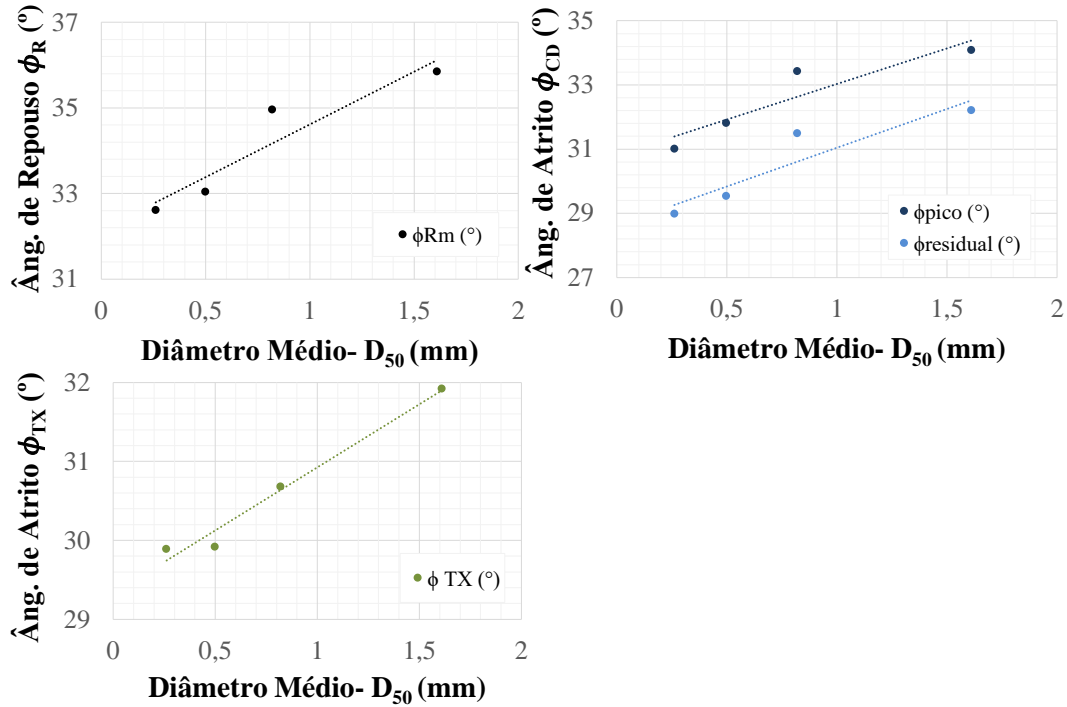 Âng. de Repouso ϕR (º)
37
35
33
31
ϕRm (°)
0
0,5
1
1,5
2
Diâmetro Médio- D50 (mm)
Âng. de Atrito ϕCD (º)
35
33
31
29
27
ϕpico (°)
ϕresidual (°)
0
0,5
1
1,5
2
Diâmetro Médio- D50 (mm)
Âng. de Atrito ϕTX (º)
32
31
30
29
ϕ TX (°)
0
0,5
1
1,5
2
Diâmetro Médio- D50 (mm)